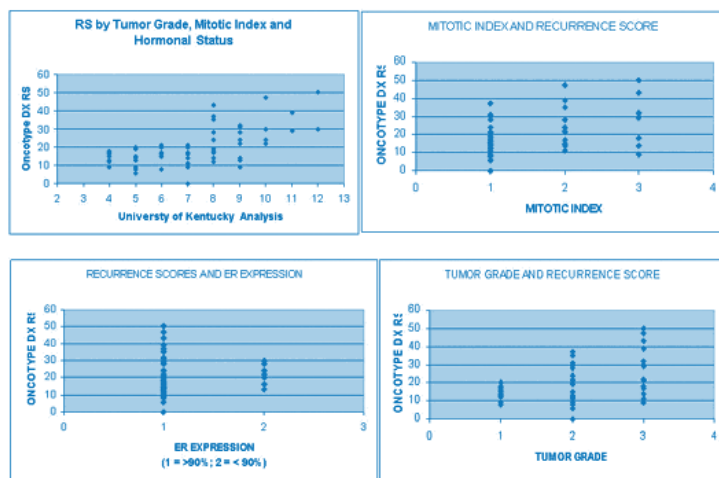 RS by Tumor Grade, Mitotic Index and
Hormonal Status
Oncotype DX RS
60
50
40
30
20
10
0
2 3 4 5 6 7 8 9 10 11 12 13
Universty of Kentucky Analysis
MITOTIC INDEX AND RECURRENCE SCORE
ONCOTYPE DX RS
60
50
40
30
20
10
0
0 1 2 3 4
MITOTIC INDEX
RECURRENCE SCORES AND ER EXPRESSION
ONCOTYPE DX RS
60
50
40
30
20
10
0
0 1 2 3
ER EXPRESSION
(1 = >90%; 2 = < 90%)
TUMOR GRADE AND RECURRENCE SCORE
ONCOTYPE DX RS
60
50
40
30
20
10
0
0 1 2 3 4
TUMOR GRADE